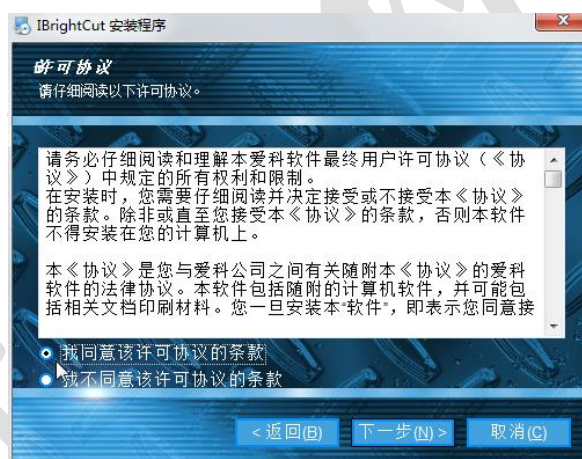 IBrightCut 安装程序
许可协议
请仔细阅读以下许可协议。
请务必仔细阅读和理解本爱科软件最终用户许可协议（《协
议》）中规定的所有权利和限制。
在安装时，您需要仔细阅读并决定接受或不接受本《协议》
的条款。除非或直至您接受本《协议》的条款，否则本软件
不得安装在您的计算机上。
本《协议》是您与爱科公司之间有关随附本《协议》的爱科
软件的法律协议。本软件包括随附的计算机软件，并可能包
括相关文档印刷材料。您一旦安装本“软件”，即表示您同意接
我同意该许可协议的条款
我不同意该许可协议的条款
<返回(B) 下一步(N)> 取消(C)